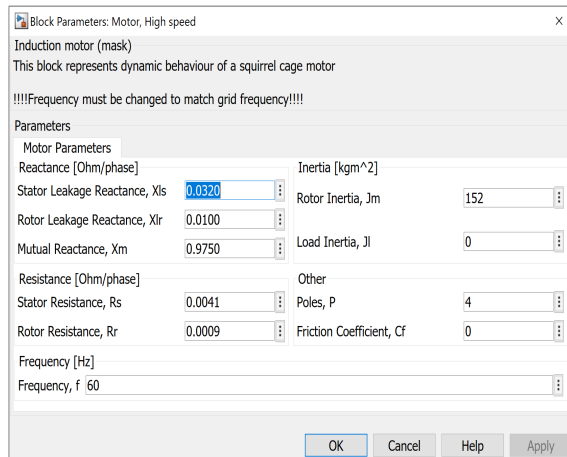 Block Parameters: Motor, High speed
Induction motor (mask)
This block represents dynamic behaviour of a squirrel cage motor
!!!!Frequency must be changed to match grid frequency!!!!
Parameters
Motor Parameters
Reactance [Ohm/phase]
Stator Leakage Reactance, Xls 0.0320
Rotor Leakage Reactance, Xlr 0.0100
Mutual Reactance, Xm 0.9750
Inertia [kgm^2]
Rotor Inertia, Jm 152
Load Inertia, Jl 0
Resistance [Ohm/phase]
Stator Resistance, Rs 0.0041
Rotor Resistance, Rr 0.0009
Other
Poles, P 4
Friction Coefficient, Cf 0
Frequency [Hz]
Frequency, f 60
OK Cancel Help Apply